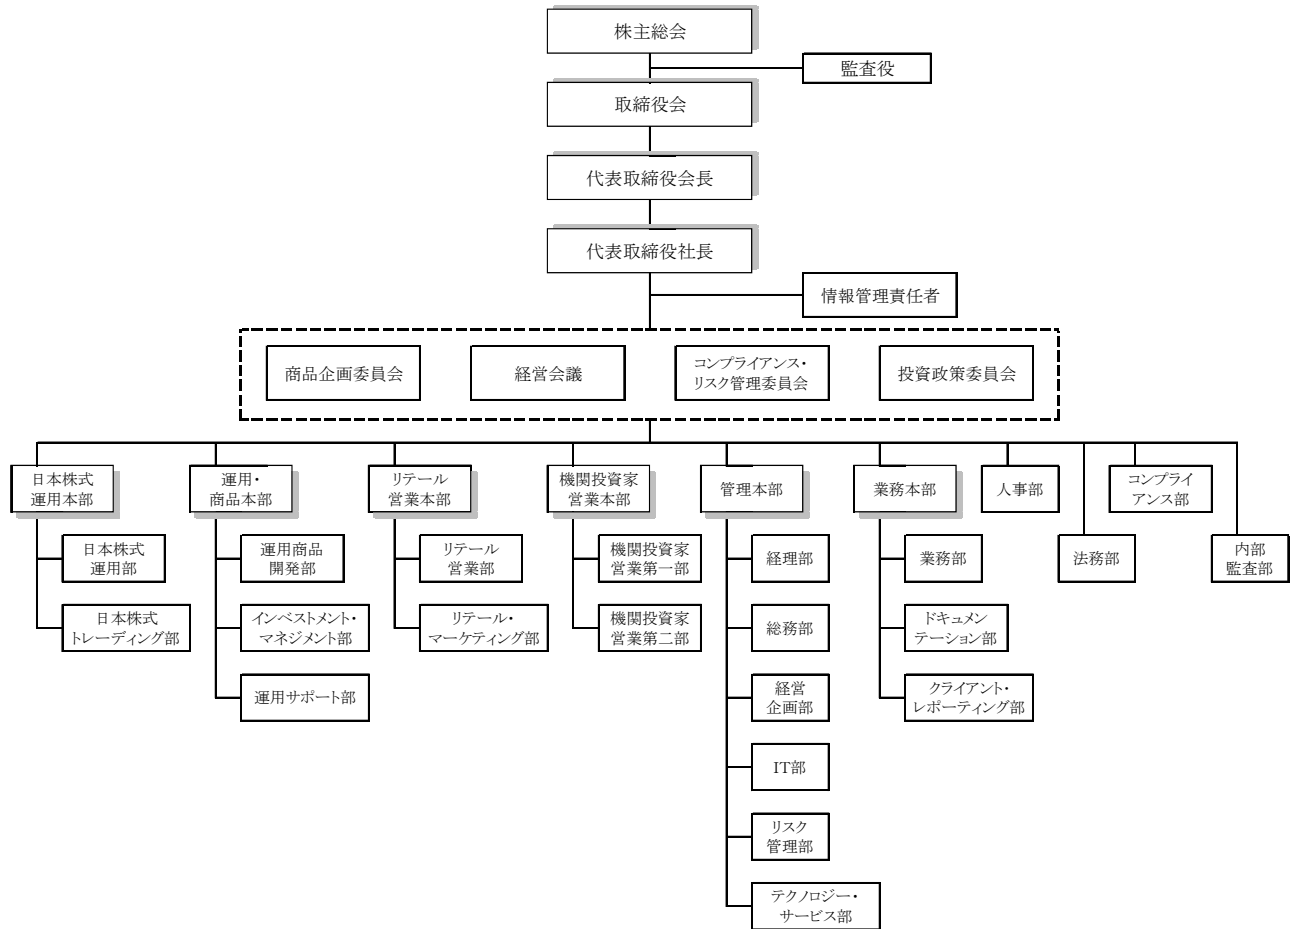 株主総会
監査役
取締役会
代表取締役会長
代表取締役社長
情報管理責任者
商品企画委員会
経営会議
コンプライアンス・
リスク管理委員会
投資政策委員会
日本株式
運用本部
運用・
商品本部
リテール
営業本部
機関投資家
営業本部
管理本部
業務本部
人事部
コンプライ
アンス部
日本株式
運用部
運用商品
開発部
リテール
営業部
機関投資家
営業第一部
経理部
業務部
法務部
内部
監査部
日本株式
トレーディング部
インベストメント・
マネジメント部
リテール・
マーケティング部
機関投資家
営業第二部
総務部
ドキュメン
テーション部
運用サポート部
経営
企画部
クライアント・
レポーティング部
IT部
リスク
管理部
テクノロジー・
サービス部